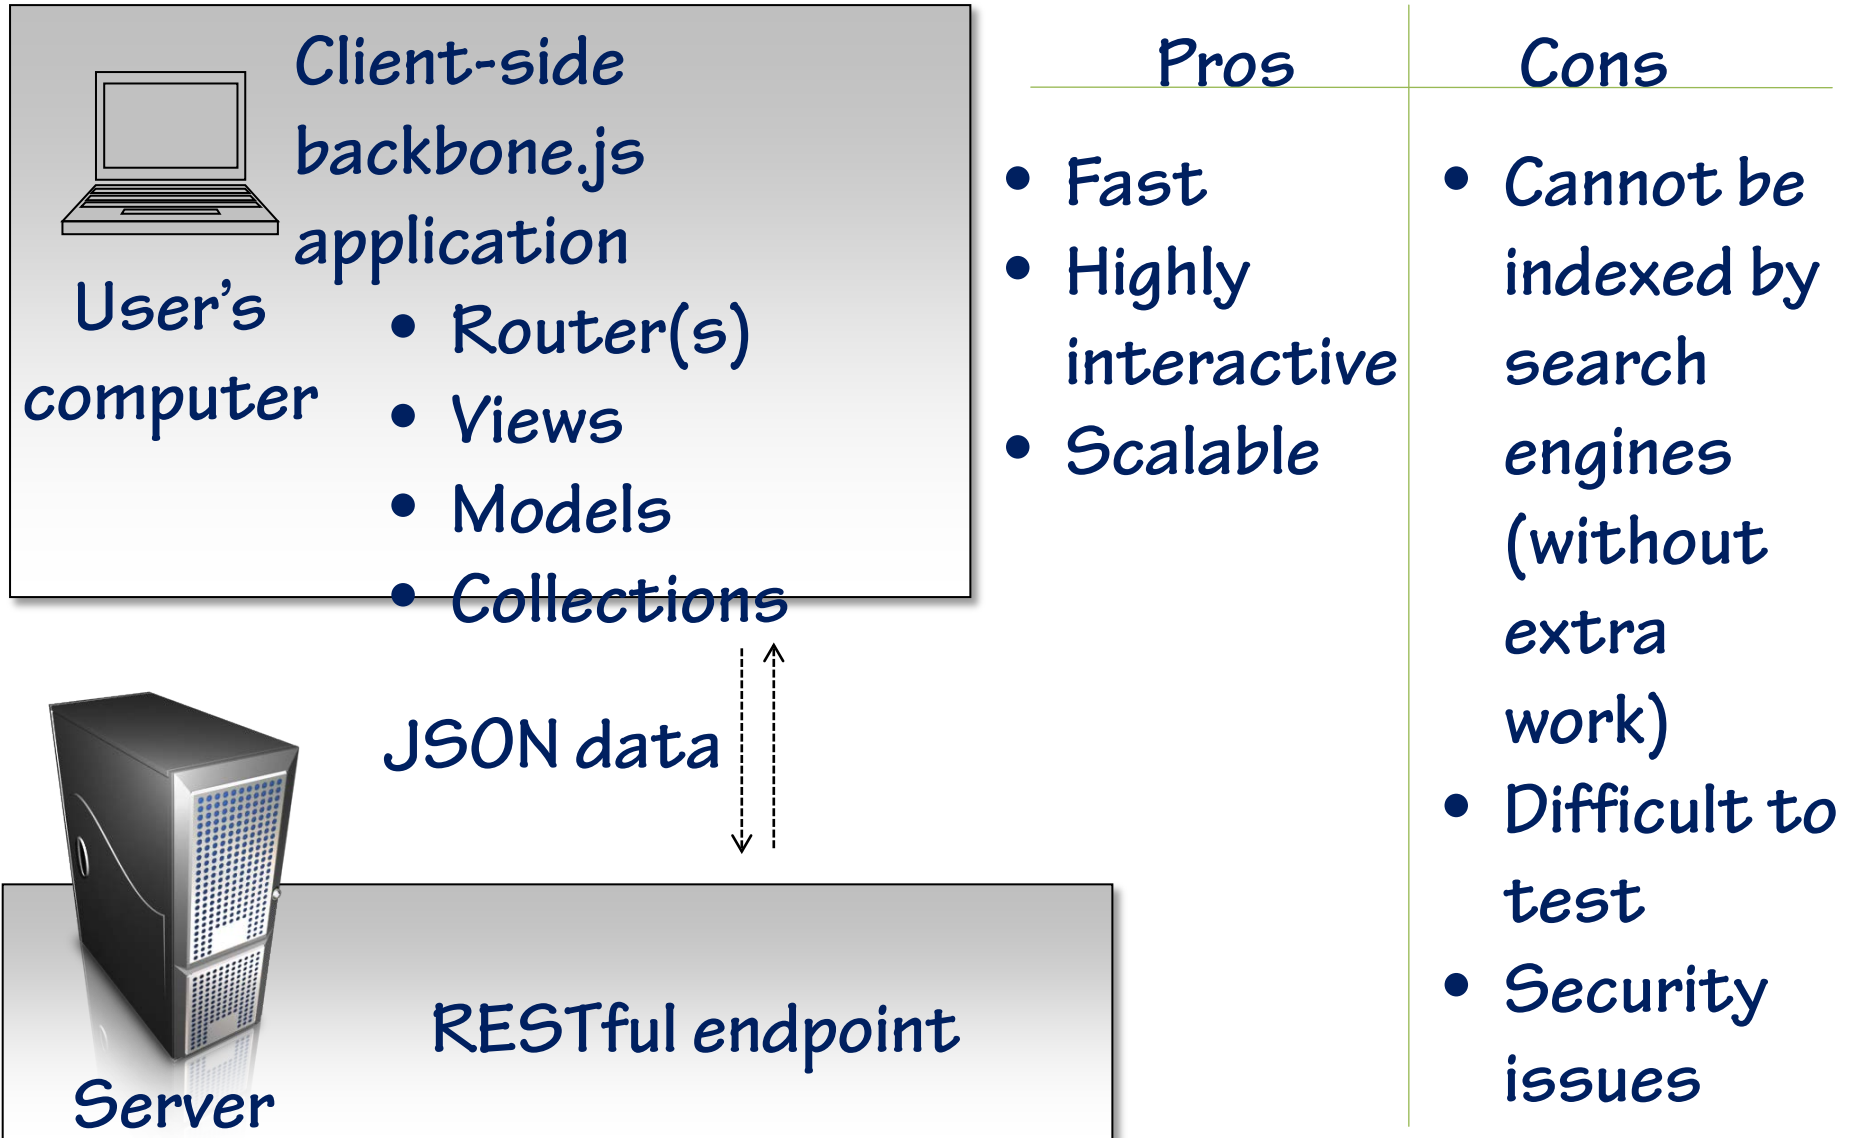 Client-side
backbone.js
application
• Router(s)
• Views
• Models
• Collections
User's
computer
JSON data
RESTful endpoint
Server
Pros
• Fast
• Highly
interactive
• Scalable
Cons
• Cannot be
indexed by
search
engines
(without
extra
work)
• Difficult to
test
• Security
issues